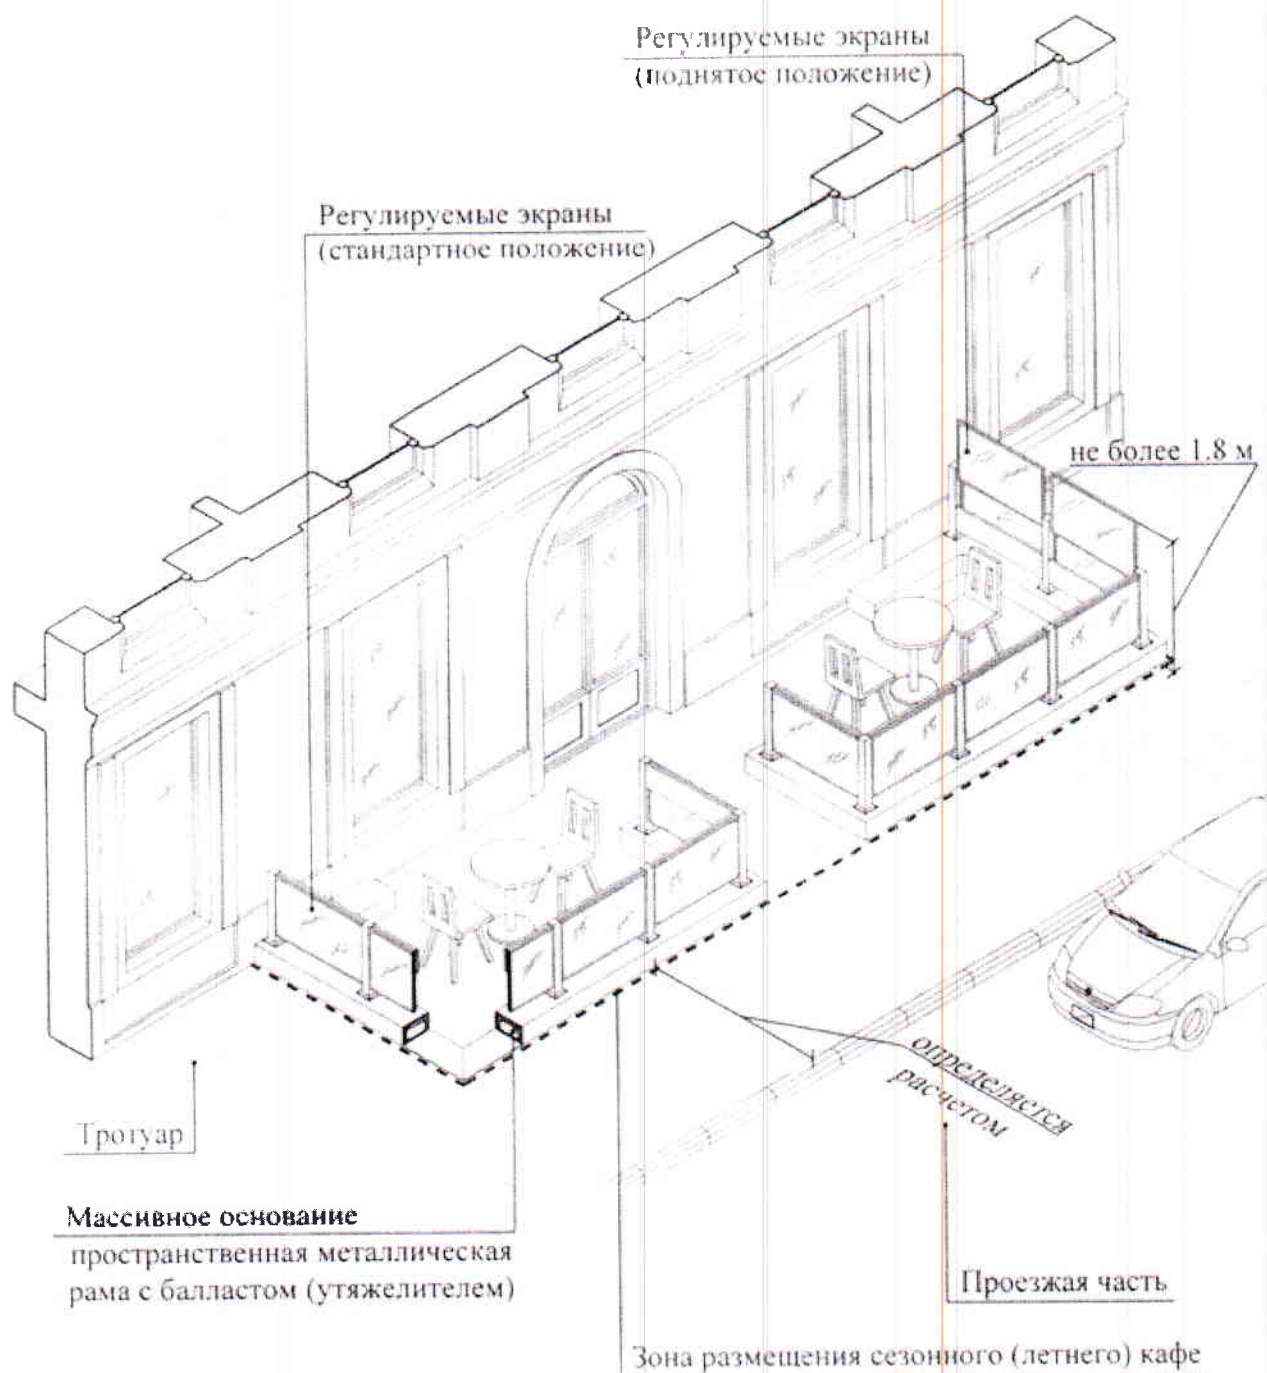 Регулируемые экраны
(поднятое положение)
Регулируемые экраны
(стандартное положение)
не более 1.8 м
определяется
расчетом
Тротуар
Массивное основание
пространственная металлическая
рама с балластом (утяжелителем)
Проезжая часть
Зона размещения сезонного (летнего) кафе